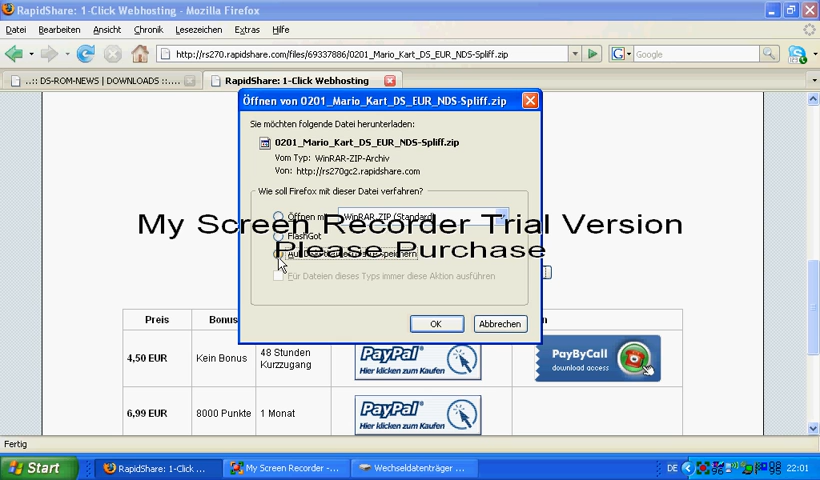 RapidShare: 1-Click Webhosting - Mozilla Firefox
Datei Bearbeiten Ansicht Chronik Lesezeichen Extras Hilfe
http://rs270.rapidshare.com/files/69337886/0201_Mario_Kart_DS_EUR_NDS-Spliff.zip
Google
..:: DS-ROM-NEWS | DOWNLOADS ::....
RapidShare: 1-Click Webhosting
Öffnen von 0201_Mario_Kart_DS_EUR_NDS-Spliff.zip
Sie möchten folgende Datei herunterladen:
0201_Mario_Kart_DS_EUR_NDS-Spliff.zip
Vom Typ: WinRAR-ZIP-Archiv
Von: http://rs270gc2.rapidshare.com
Wie soll Firefox mit dieser Datei verfahren?
Öffnen mit WinRAR.ZIP (Standard)
My Screen Recorder Trial Version
FlashGot
Please Purchase
Für Dateien dieses Typs immer diese Aktion ausführen
OK Abbrechen
Preis Bonus
4,50 EUR Kein Bonus 48 Stunden Kurzzugang
PayPal
Hier klicken zum Kaufen
PayByCall
download access
6,99 EUR 8000 Punkte 1 Monat
PayPal
Hier klicken zum Kaufen
Fertig
Start RapidShare: 1-Click ... My Screen Recorder -... Wechseldatenträger ... DE 22:01